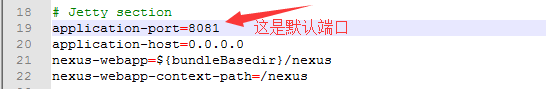 18 # Jetty section
19 application-port=8081 这是默认端口
20 application-host=0.0.0.0
21 nexus-webapp=${bundleBasedir}/nexus
22 nexus-webapp-context-path=/nexus